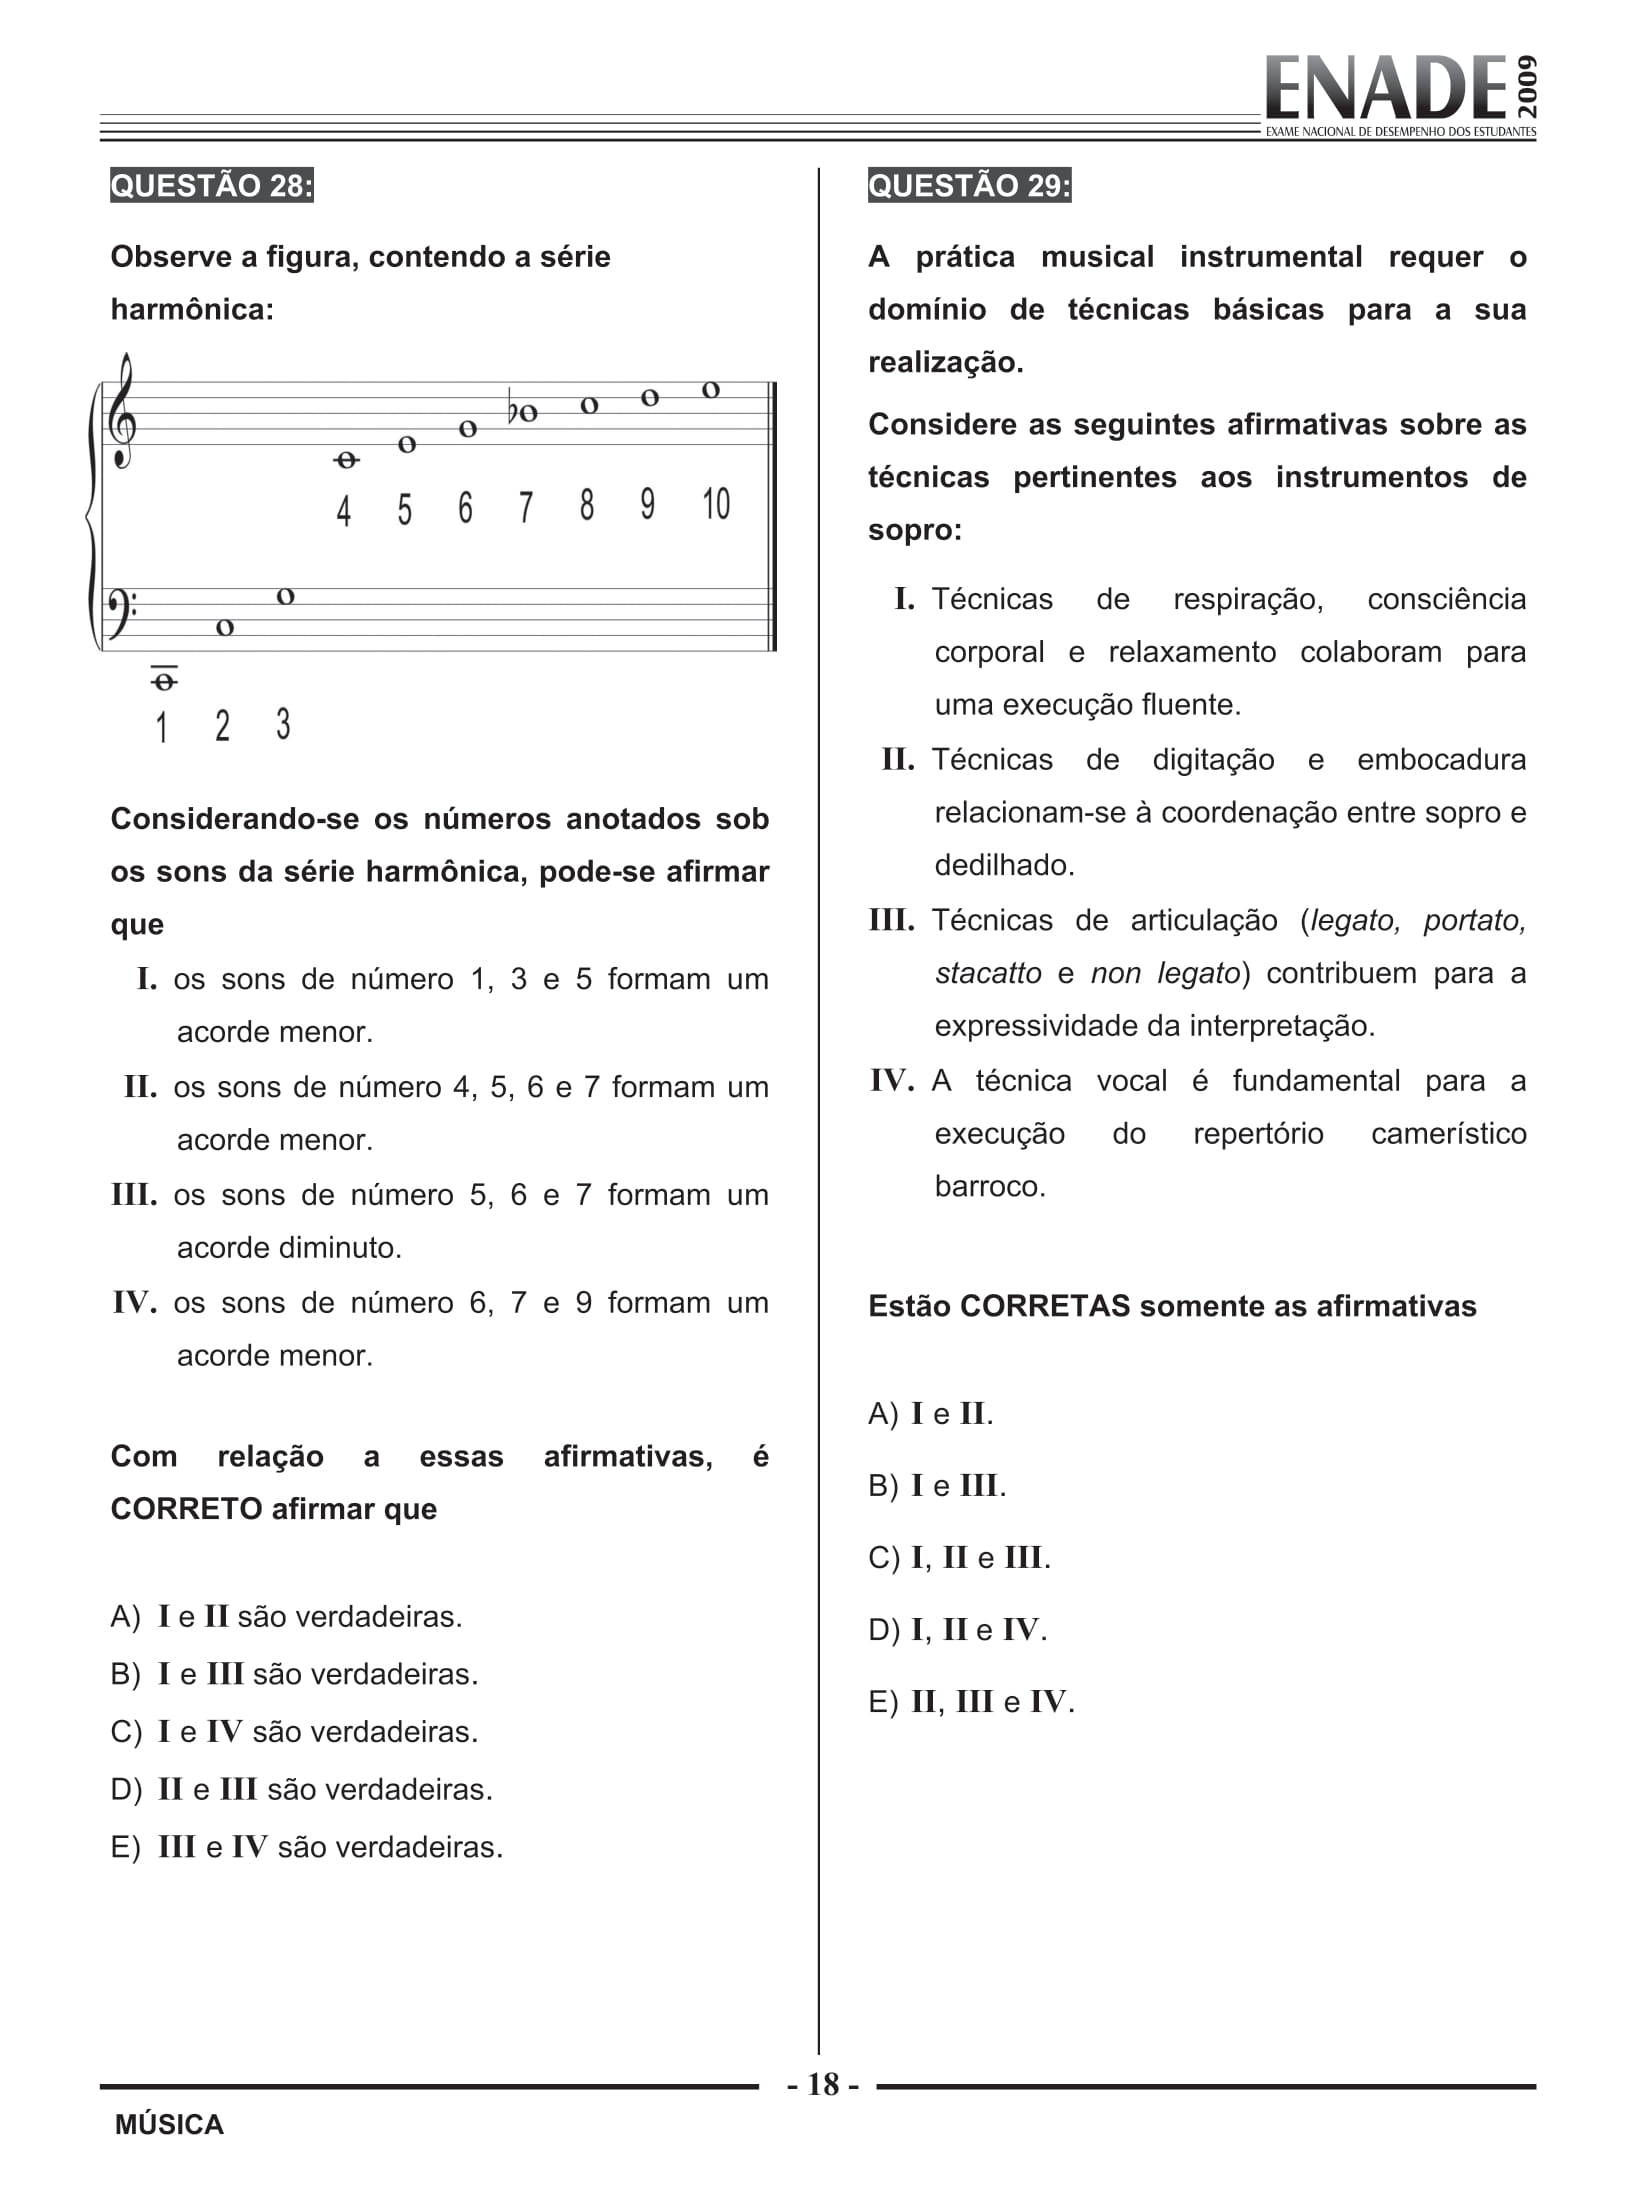 ENADE 2009
EXAME NACIONAL DE DESEMPENHO DOS ESTUDANTES
QUESTÃO 28:
Observe a figura, contendo a série
harmônica:
4 5 6 7 8 9 10
1 2 3
Considerando-se os números anotados sob
os sons da série harmônica, pode-se afirmar
que
I. os sons de número 1, 3 e 5 formam um
acorde menor.
II. os sons de número 4, 5, 6 e 7 formam um
acorde menor.
III. os sons de número 5, 6 e 7 formam um
acorde diminuto.
IV. os sons de número 6, 7 e 9 formam um
acorde menor.
Com relação a essas afirmativas, é
CORRETO afirmar que
A) I e II são verdadeiras.
B) I e III são verdadeiras.
C) I e IV são verdadeiras.
D) II e III são verdadeiras.
E) III e IV são verdadeiras.
QUESTÃO 29:
A prática musical instrumental requer o
domínio de técnicas básicas para a sua
realização.
Considere as seguintes afirmativas sobre as
técnicas pertinentes aos instrumentos de
sopro:
I. Técnicas de respiração, consciência
corporal e relaxamento colaboram para
uma execução fluente.
II. Técnicas de digitação e embocadura
relacionam-se à coordenação entre sopro e
dedilhado.
III. Técnicas de articulação (legato, portato,
stacatto e non legato) contribuem para a
expressividade da interpretação.
IV. A técnica vocal é fundamental para a
execução do repertório camerístico
barroco.
Estão CORRETAS somente as afirmativas
A) I e II.
B) I e III.
C) I, II e III.
D) I, II e IV.
E) II, III e IV.
- 18 -
MÚSICA